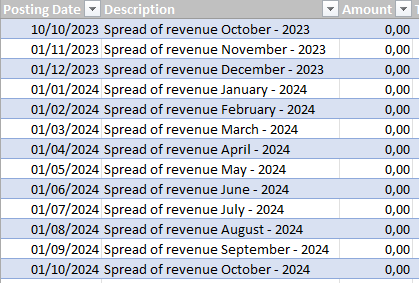 Posting Date Description Amount T
10/10/2023 Spread of revenue October - 2023 0,00
01/11/2023 Spread of revenue November - 2023 0,00
01/12/2023 Spread of revenue December - 2023 0,00
01/01/2024 Spread of revenue January - 2024 0,00
01/02/2024 Spread of revenue February - 2024 0,00
01/03/2024 Spread of revenue March - 2024 0,00
01/04/2024 Spread of revenue April - 2024 0,00
01/05/2024 Spread of revenue May - 2024 0,00
01/06/2024 Spread of revenue June - 2024 0,00
01/07/2024 Spread of revenue July - 2024 0,00
01/08/2024 Spread of revenue August - 2024 0,00
01/09/2024 Spread of revenue September - 2024 0,00
01/10/2024 Spread of revenue October - 2024 0,00